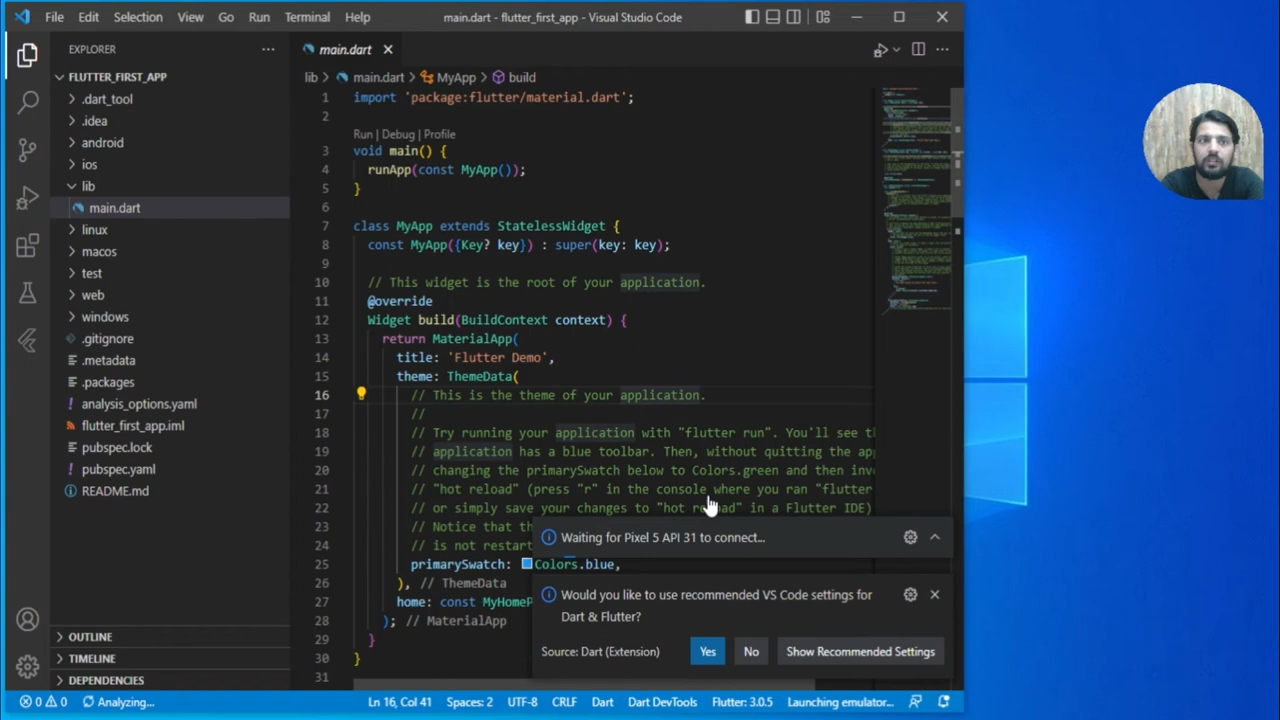 File Edit Selection View Go Run Terminal Help
main.dart - flutter_first_app - Visual Studio Code
EXPLORER
FLUTTER_FIRST_APP
.dart_tool
.idea
android
ios
lib
main.dart
linux
macos
test
web
windows
.gitignore
.metadata
.packages
analysis_options.yaml
flutter_first_app.iml
pubspec.lock
pubspec.yaml
README.md
OUTLINE
TIMELINE
DEPENDENCIES
main.dart
lib > main.dart > MyApp > build
1 import 'package:flutter/material.dart';
2
Run | Debug | Profile
3 void main() {
4 runApp(const MyApp());
5 }
6
7 class MyApp extends StatelessWidget {
8 const MyApp({Key? key}) : super(key: key);
9
10 // This widget is the root of your application.
11 @override
12 Widget build(BuildContext context) {
13 return MaterialApp(
14 title: 'Flutter Demo',
15 theme: ThemeData(
16 // This is the theme of your application.
17 //
18 // Try running your application with "flutter run". You'll see th
19 // application has a blue toolbar. Then, without quitting the app
20 // changing the primarySwatch below to Colors.green and then inv
21 // "hot reload" (press "r" in the console where you ran "flutter
22 // or simply save your changes to "hot reload" in a Flutter IDE)
23 // Notice that th
24 // is not restart
25 primarySwatch: Colors.blue,
26 ), // ThemeData
27 home: const MyHomeP
28 ); // MaterialApp
29 }
30 }
31
Waiting for Pixel 5 API 31 to connect...
Would you like to use recommended VS Code settings for
Dart & Flutter?
Source: Dart (Extension) Yes No Show Recommended Settings
0 0 Analyzing... Ln 16, Col 41 Spaces: 2 UTF-8 CRLF Dart Dart DevTools Flutter: 3.0.5 Launching emulator...